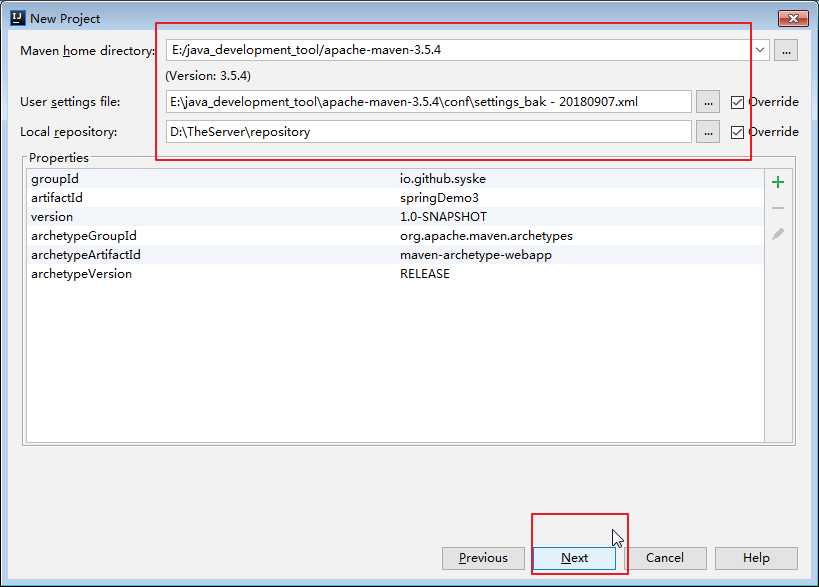 New Project
Maven home directory: E:/java_development_tool/apache-maven-3.5.4 ...
(Version: 3.5.4)
User settings file: E:\java_development_tool\apache-maven-3.5.4\conf\settings_bak - 20180907.xml ... Override
Local repository: D:\TheServer\repository ... Override
Properties
groupId io.github.syske
artifactId springDemo3
version 1.0-SNAPSHOT
archetypeGroupId org.apache.maven.archetypes
archetypeArtifactId maven-archetype-webapp
archetypeVersion RELEASE
Previous Next Cancel Help